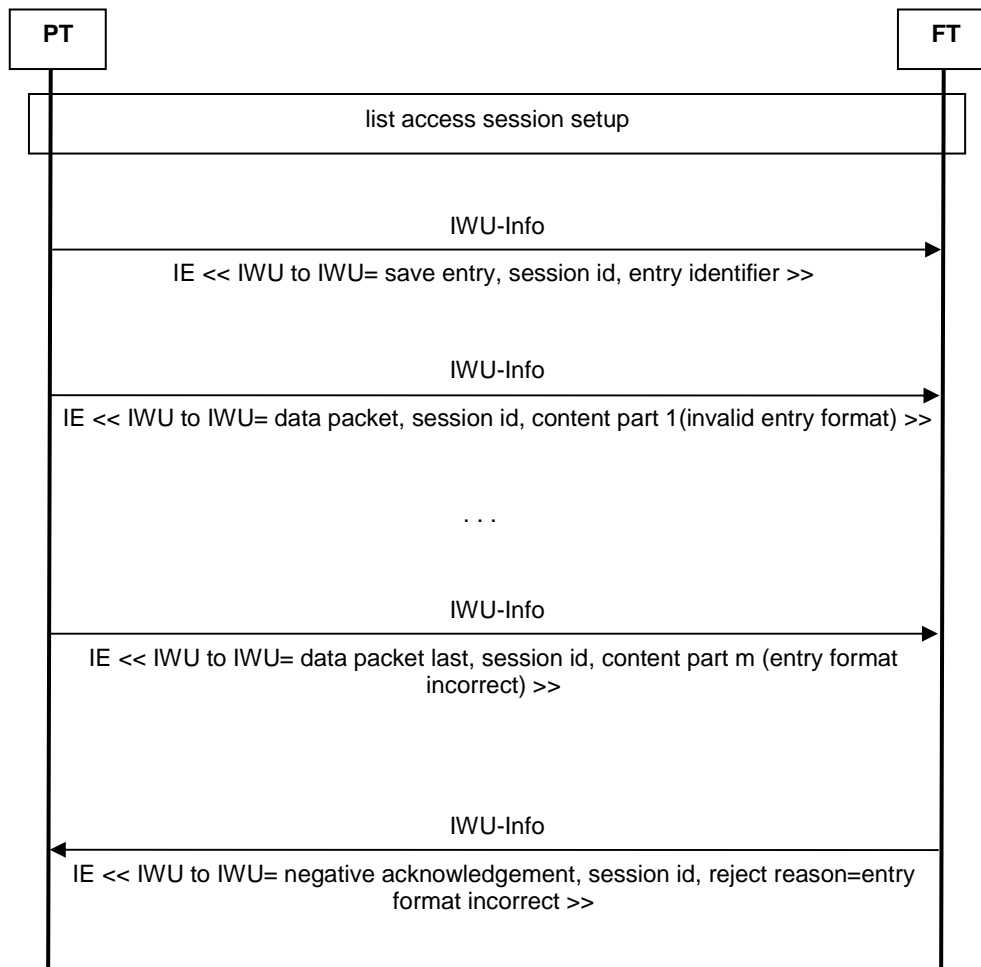 PT
FT
list access session setup
IWU-Info
IE << IWU to IWU= save entry, session id, entry identifier >>
IWU-Info
IE << IWU to IWU= data packet, session id, content part 1(invalid entry format) >>
. . .
IWU-Info
IE << IWU to IWU= data packet last, session id, content part m (entry format
incorrect) >>
IWU-Info
IE << IWU to IWU= negative acknowledgement, session id, reject reason=entry
format incorrect >>